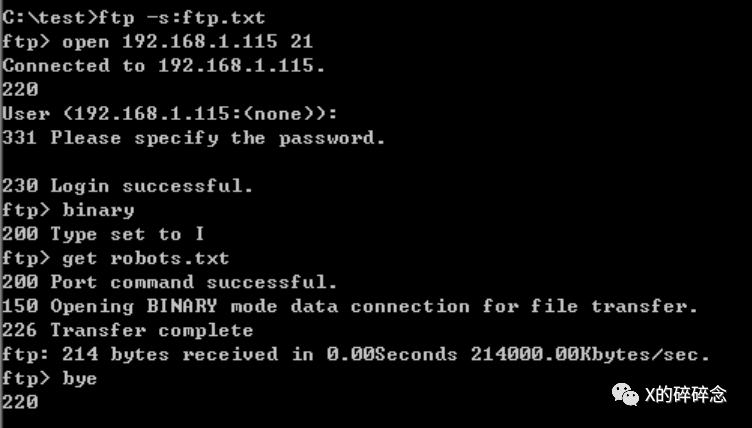 C:\test>ftp -s:ftp.txt
ftp> open 192.168.1.115 21
Connected to 192.168.1.115.
220
User (192.168.1.115:(none)):
331 Please specify the password.
230 Login successful.
ftp> binary
200 Type set to I
ftp> get robots.txt
200 Port command successful.
150 Opening BINARY mode data connection for file transfer.
226 Transfer complete
ftp: 214 bytes received in 0.00Seconds 214000.00Kbytes/sec.
ftp> bye
220
X的碎碎念